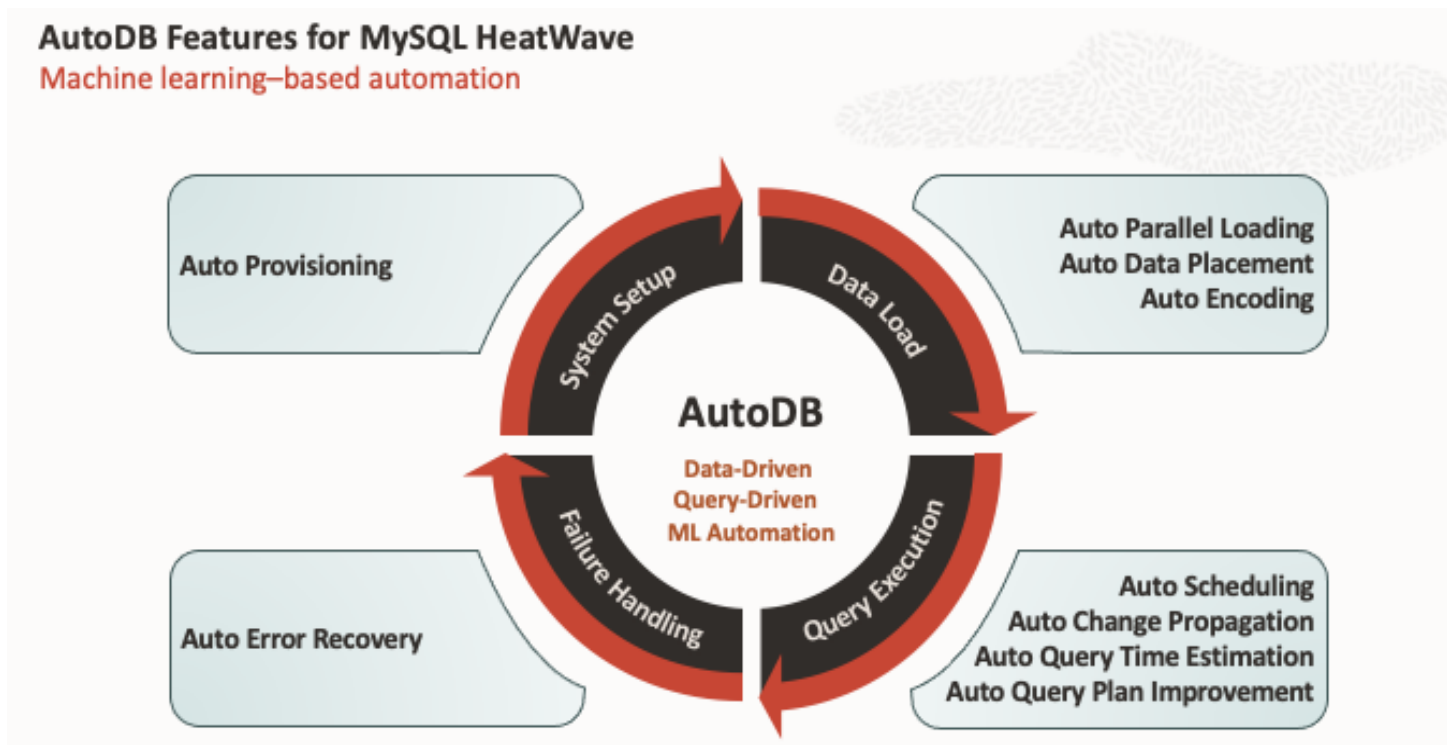 AutoDB Features for MySQL HeatWave
Machine learning–based automation
Auto Provisioning
System Setup
Data Load
Auto Parallel Loading
Auto Data Placement
Auto Encoding
AutoDB
Data-Driven
Query-Driven
ML Automation
Auto Error Recovery
Failure Handling
Query Execution
Auto Scheduling
Auto Change Propagation
Auto Query Time Estimation
Auto Query Plan Improvement